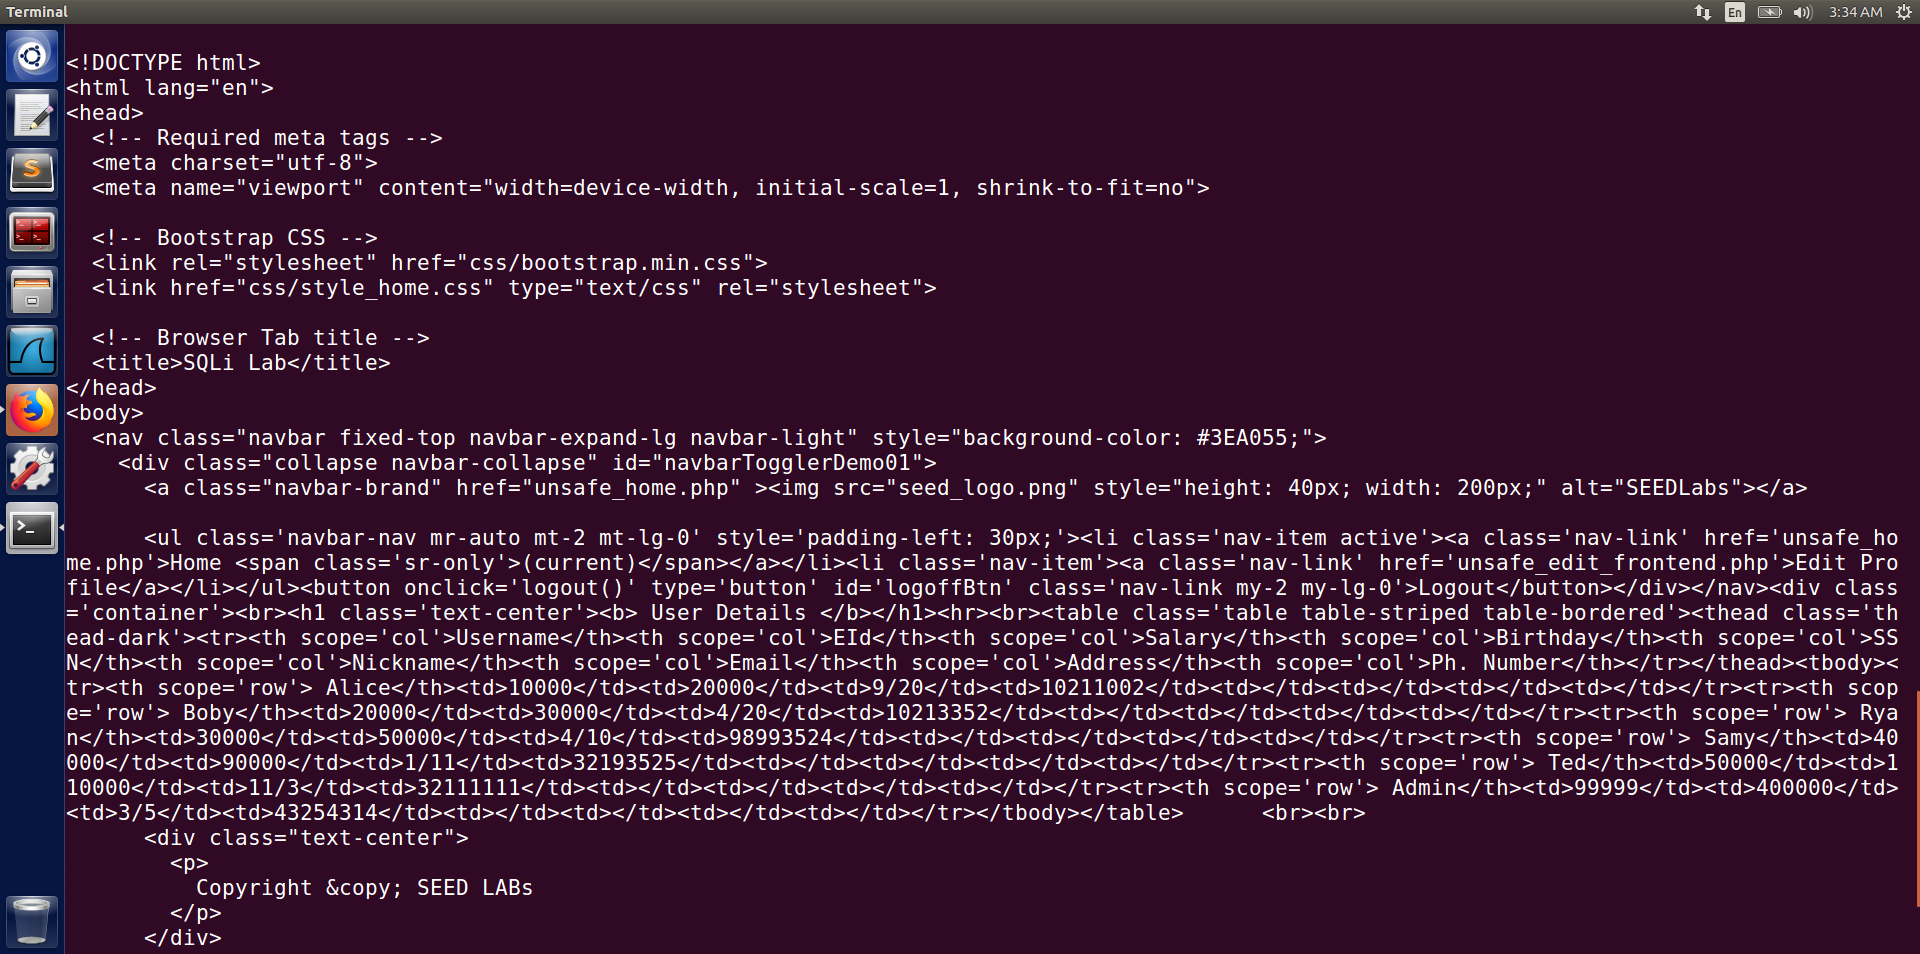 Terminal
En
3:34 AM
<!DOCTYPE html>
<html lang="en">
<head>
  <!-- Required meta tags -->
  <meta charset="utf-8">
  <meta name="viewport" content="width=device-width, initial-scale=1, shrink-to-fit=no">
  <!-- Bootstrap CSS -->
  <link rel="stylesheet" href="css/bootstrap.min.css">
  <link href="css/style_home.css" type="text/css" rel="stylesheet">
  <!-- Browser Tab title -->
  <title>SQLi Lab</title>
</head>
<body>
  <nav class="navbar fixed-top navbar-expand-lg navbar-light" style="background-color: #3EA055;">
    <div class="collapse navbar-collapse" id="navbarTogglerDemo01">
      <a class="navbar-brand" href="unsafe_home.php" ><img src="seed_logo.png" style="height: 40px; width: 200px;" alt="SEEDLabs"></a>
      <ul class='navbar-nav mr-auto mt-2 mt-lg-0' style='padding-left: 30px;'><li class='nav-item active'><a class='nav-link' href='unsafe_ho
me.php'>Home <span class='sr-only'>(current)</span></a></li><li class='nav-item'><a class='nav-link' href='unsafe_edit_frontend.php'>Edit Pro
file</a></li></ul><button onclick='logout()' type='button' id='logoffBtn' class='nav-link my-2 my-lg-0'>Logout</button></div></nav><div class
='container'><br><h1 class='text-center'><b> User Details </b></h1><hr><br><table class='table table-striped table-bordered'><thead class='th
ead-dark'><tr><th scope='col'>Username</th><th scope='col'>EId</th><th scope='col'>Salary</th><th scope='col'>Birthday</th><th scope='col'>SS
N</th><th scope='col'>Nickname</th><th scope='col'>Email</th><th scope='col'>Address</th><th scope='col'>Ph. Number</th></tr></thead><tbody><
tr><th scope='row'> Alice</th><td>10000</td><td>20000</td><td>9/20</td><td>10211002</td><td></td><td></td><td></td><td></td></tr><tr><th scop
e='row'> Boby</th><td>20000</td><td>30000</td><td>4/20</td><td>10213352</td><td></td><td></td><td></td><td></td></tr><tr><th scope='row'> Rya
n</th><td>30000</td><td>50000</td><td>4/10</td><td>98993524</td><td></td><td></td><td></td><td></td></tr><tr><th scope='row'> Samy</th><td>40
000</td><td>90000</td><td>1/11</td><td>32193525</td><td></td><td></td><td></td><td></td></tr><tr><th scope='row'> Ted</th><td>50000</td><td>1
10000</td><td>11/3</td><td>32111111</td><td></td><td></td><td></td><td></td></tr><tr><th scope='row'> Admin</th><td>99999</td><td>400000</td>
<td>3/5</td><td>43254314</td><td></td><td></td><td></td><td></td></tr></tbody></table>      <br><br>
      <div class="text-center">
        <p>
          Copyright &copy; SEED LABs
        </p>
      </div>